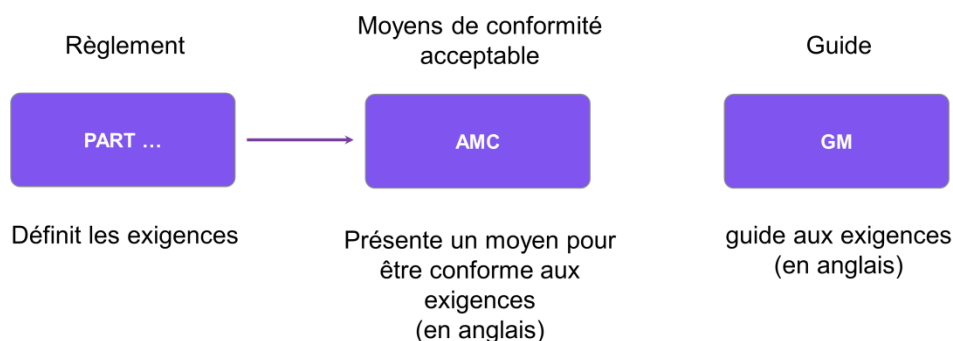 Règlement
Moyens de conformité
acceptable
Guide
PART ...
AMC
GM
Définit les exigences
Présente un moyen pour
être conforme aux
exigences
(en anglais)
guide aux exigences
(en anglais)